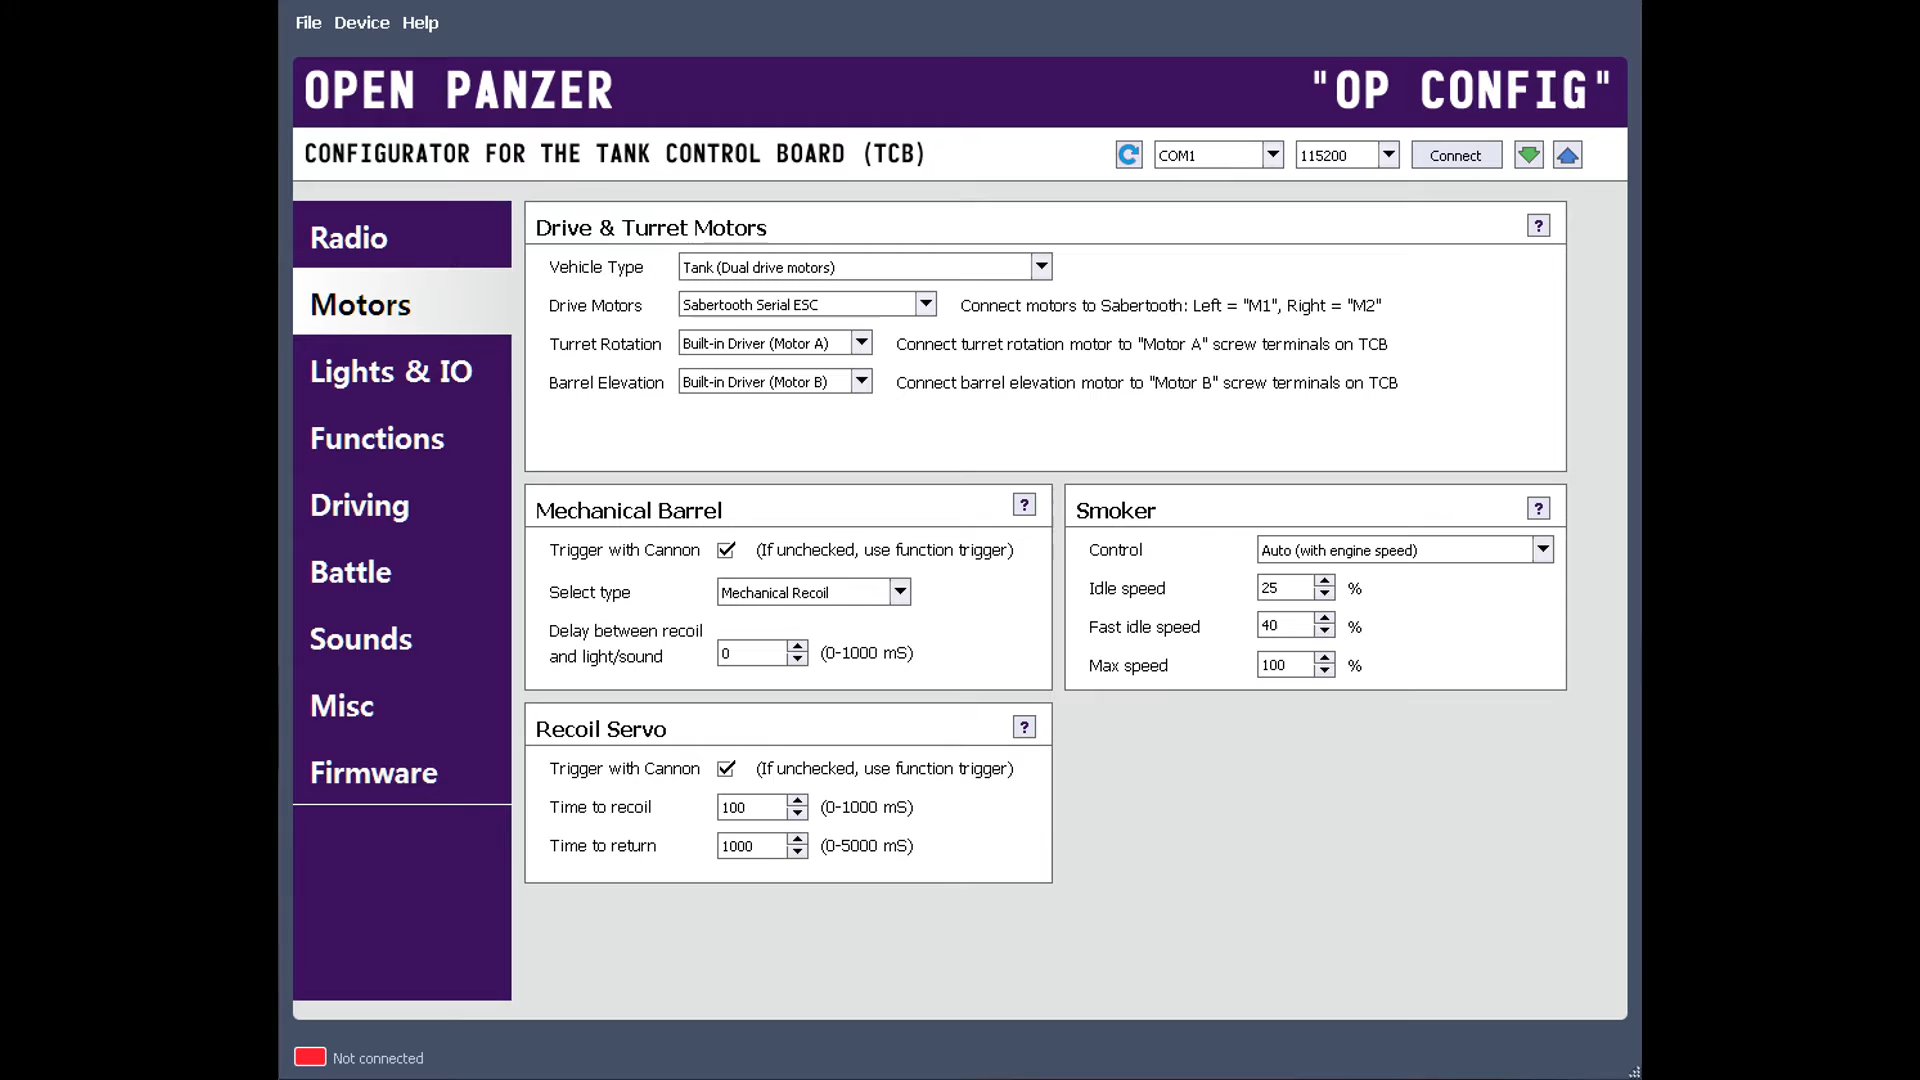 File Device Help
OPEN PANZER "OP CONFIG"
CONFIGURATOR FOR THE TANK CONTROL BOARD (TCB) COM1 115200 Connect
Radio
Motors
Lights & IO
Functions
Driving
Battle
Sounds
Misc
Firmware
Drive & Turret Motors ?
Vehicle Type Tank (Dual drive motors)
Drive Motors Sabertooth Serial ESC Connect motors to Sabertooth: Left = "M1", Right = "M2"
Turret Rotation Built-in Driver (Motor A) Connect turret rotation motor to "Motor A" screw terminals on TCB
Barrel Elevation Built-in Driver (Motor B) Connect barrel elevation motor to "Motor B" screw terminals on TCB
Mechanical Barrel ?
Trigger with Cannon (If unchecked, use function trigger)
Select type Mechanical Recoil
Delay between recoil
and light/sound 0 (0-1000 mS)
Smoker ?
Control Auto (with engine speed)
Idle speed 25 %
Fast idle speed 40 %
Max speed 100 %
Recoil Servo ?
Trigger with Cannon (If unchecked, use function trigger)
Time to recoil 100 (0-1000 mS)
Time to return 1000 (0-5000 mS)
Not connected